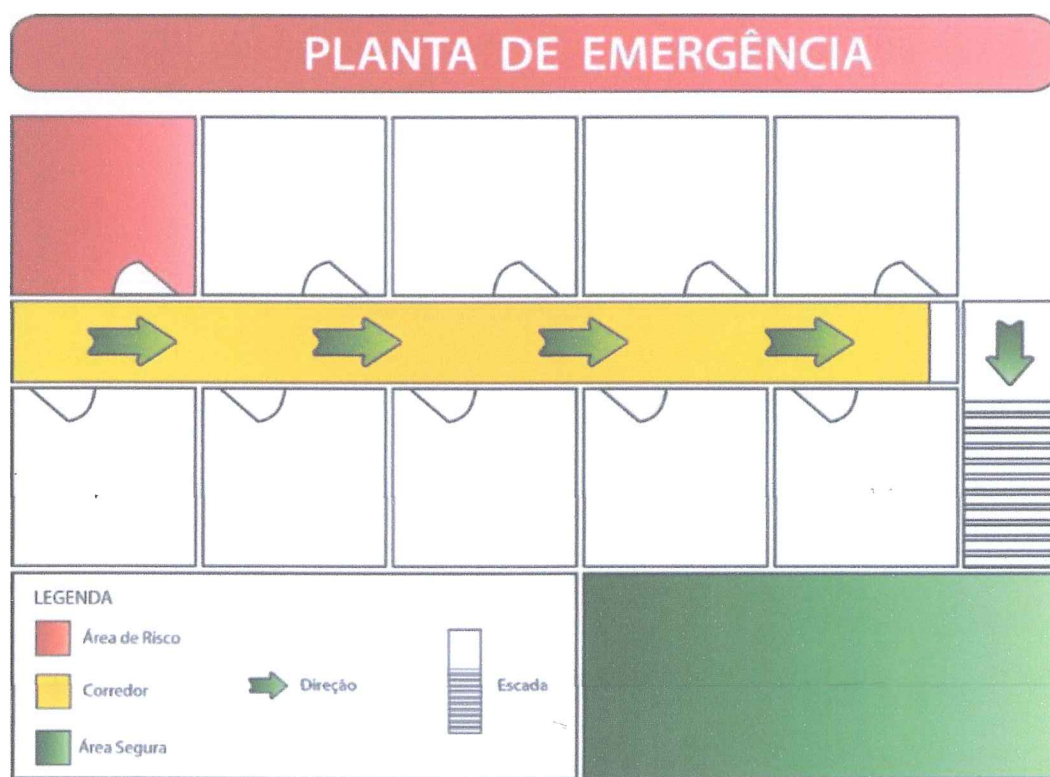 PLANTA DE EMERGÊNCIA
LEGENDA
Área de Risco
Corredor
Área Segura
Direção
Escada